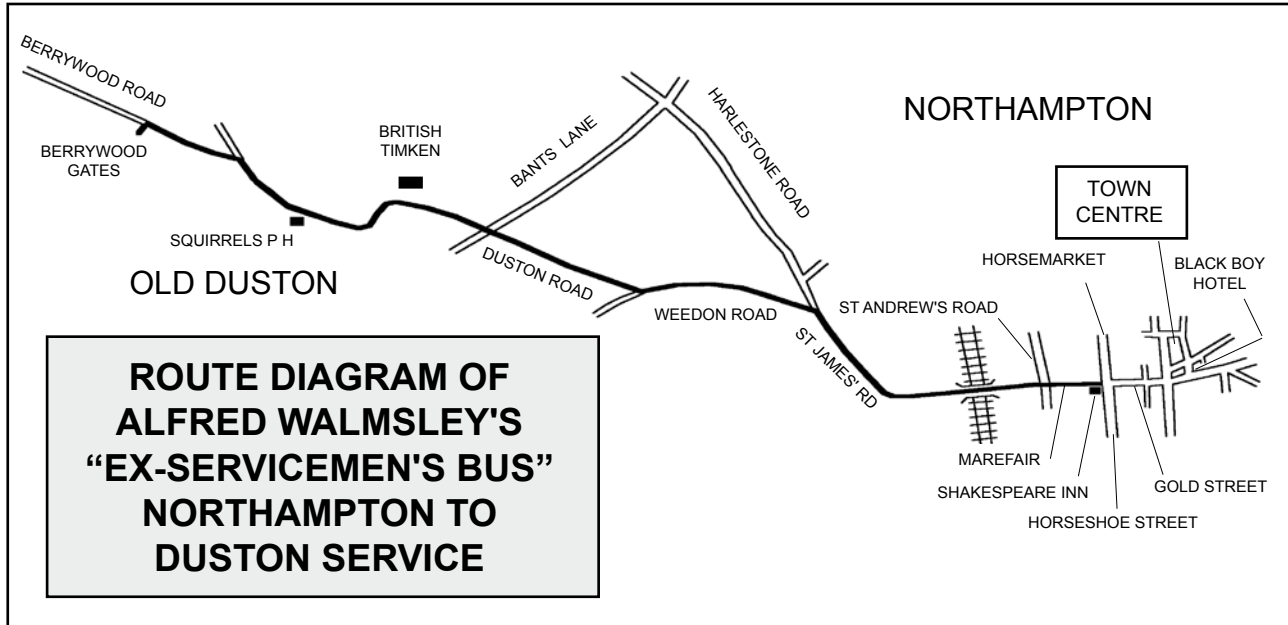 BERRYWOOD ROAD
BERRYWOOD
GATES
BRITISH
TIMKEN
SQUIRRELS P H
OLD DUSTON
BANTS LANE
HARLESTONE ROAD
DUSTON ROAD
WEEDON ROAD
ST JAMES' RD
NORTHAMPTON
TOWN
CENTRE
HORSEMARKET
BLACK BOY
HOTEL
ST ANDREW'S ROAD
MAREFAIR
SHAKESPEARE INN
GOLD STREET
HORSESHOE STREET
ROUTE DIAGRAM OF
ALFRED WALMSLEY'S
“EX-SERVICEMEN'S BUS”
NORTHAMPTON TO
DUSTON SERVICE